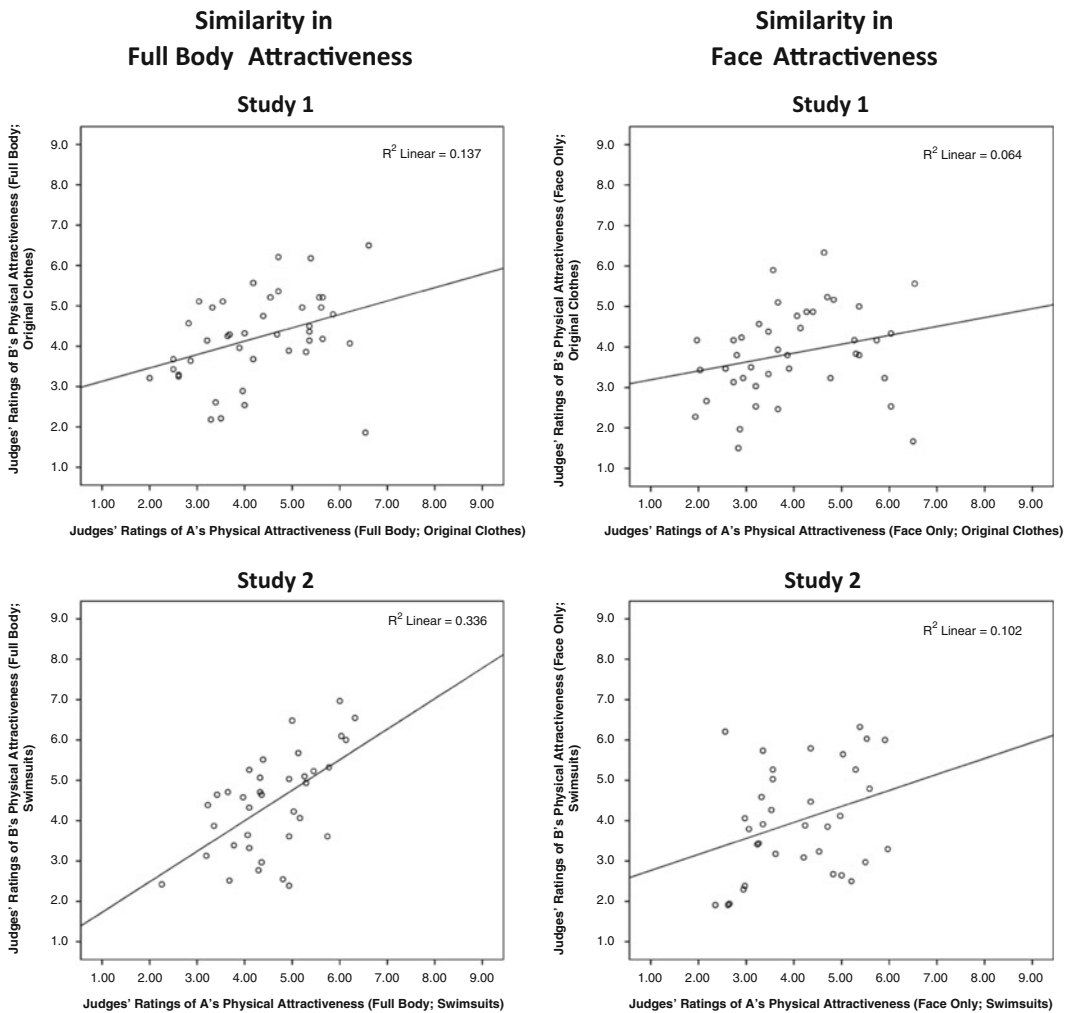 Similarity in
Full Body Attractiveness
Similarity in
Face Attractiveness
Study 1
Judges' Ratings of B's Physical Attractiveness (Full Body;
Original Clothes)
9.0
8.0
7.0
6.0
5.0
4.0
3.0
2.0
1.0
R² Linear = 0.137
1.00 2.00 3.00 4.00 5.00 6.00 7.00 8.00 9.00
Judges' Ratings of A's Physical Attractiveness (Full Body; Original Clothes)
Study 1
Judges' Ratings of B's Physical Attractiveness (Face Only;
Original Clothes)
9.0
8.0
7.0
6.0
5.0
4.0
3.0
2.0
1.0
R² Linear = 0.064
1.00 2.00 3.00 4.00 5.00 6.00 7.00 8.00 9.00
Judges' Ratings of A's Physical Attractiveness (Face Only; Original Clothes)
Study 2
Judges' Ratings of B's Physical Attractiveness (Full Body;
Swimsuits)
9.0
8.0
7.0
6.0
5.0
4.0
3.0
2.0
1.0
R² Linear = 0.336
1.00 2.00 3.00 4.00 5.00 6.00 7.00 8.00 9.00
Judges' Ratings of A's Physical Attractiveness (Full Body; Swimsuits)
Study 2
Judges' Ratings of B's Physical Attractiveness (Face Only;
Swimsuits)
9.0
8.0
7.0
6.0
5.0
4.0
3.0
2.0
1.0
R² Linear = 0.102
1.00 2.00 3.00 4.00 5.00 6.00 7.00 8.00 9.00
Judges' Ratings of A's Physical Attractiveness (Face Only; Swimsuits)